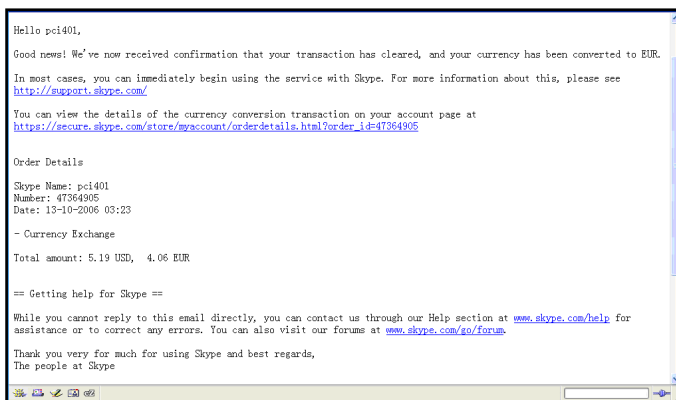 Hello pci401,
Good news! We've now received confirmation that your transaction has cleared, and your currency has been converted to EUR.
In most cases, you can immediately begin using the service with Skype. For more information about this, please see
http://support.skype.com/
You can view the details of the currency conversion transaction on your account page at
https://secure.skype.com/store/myaccount/orderdetails.html?order_id=47364905
Order Details
Skype Name: pci401
Number: 47364905
Date: 13-10-2006 03:23
- Currency Exchange
Total amount: 5.19 USD,  4.06 EUR
== Getting help for Skype ==
While you cannot reply to this email directly, you can contact us through our Help section at www.skype.com/help for
assistance or to correct any errors. You can also visit our forums at www.skype.com/go/forum.
Thank you very for much for using Skype and best regards,
The people at Skype